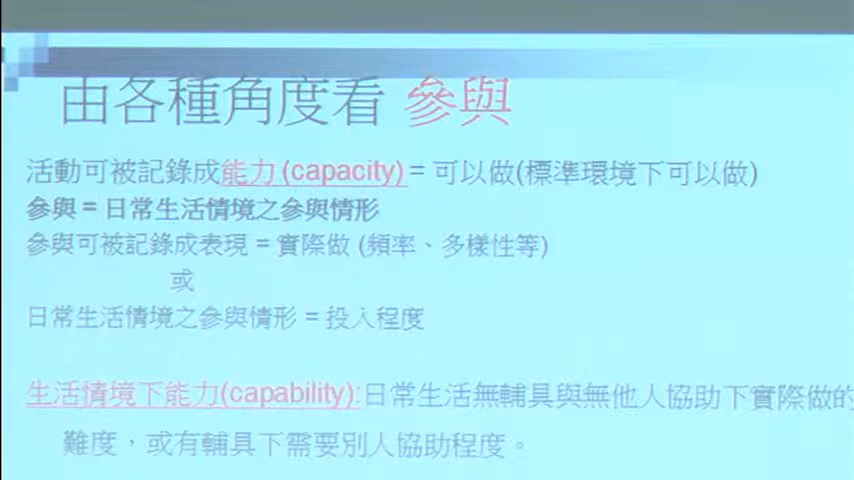 由各種角度看 參與
活動可被記錄成能力(capacity) = 可以做(標準環境下可以做)
參與 = 日常生活情境之參與情形
參與可被記錄成表現 = 實際做 (頻率、多樣性等)
或
日常生活情境之參與情形 = 投入程度
生活情境下能力(capability):日常生活無輔具與無他人協助下實際做的
難度，或有輔具下需要別人協助程度。